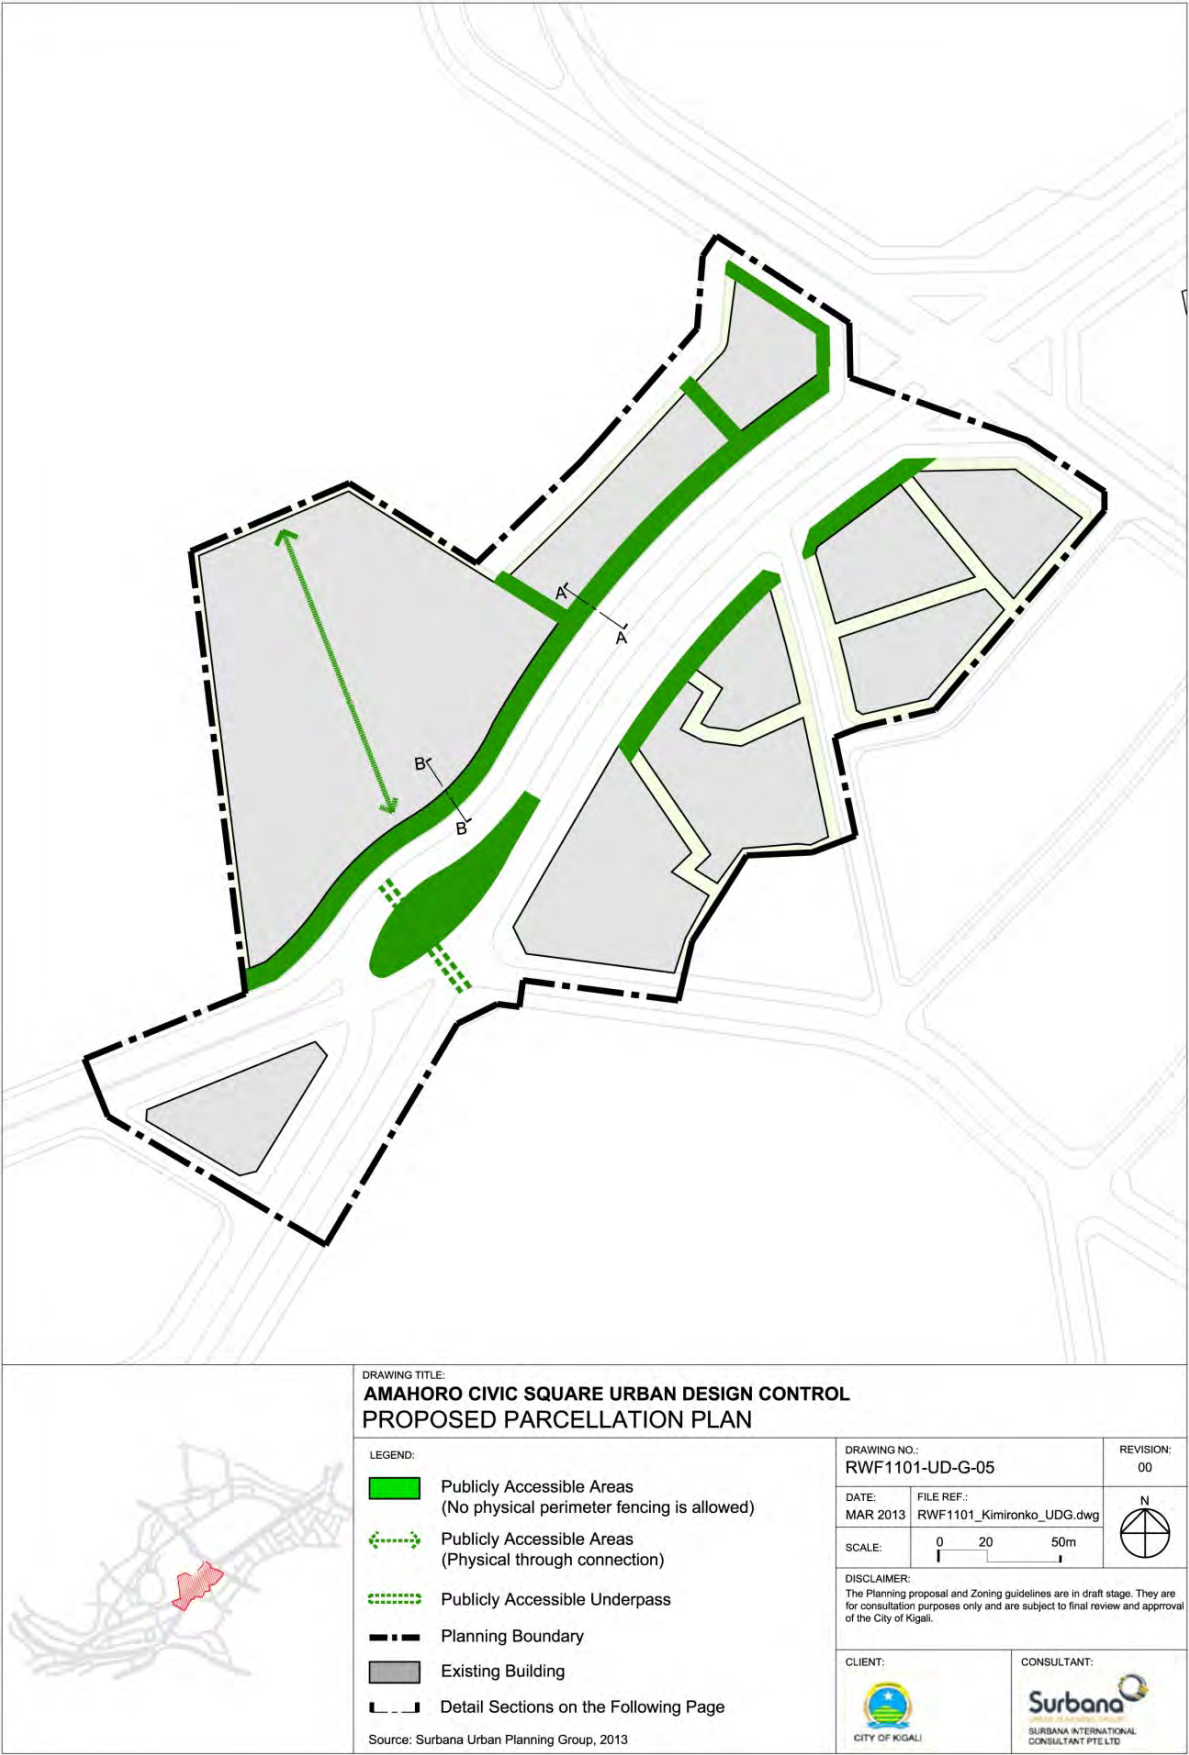 A
A
B
B
DRAWING TITLE:
AMAHORO CIVIC SQUARE URBAN DESIGN CONTROL
PROPOSED PARCELLATION PLAN
LEGEND:
Publicly Accessible Areas
(No physical perimeter fencing is allowed)
Publicly Accessible Areas
(Physical through connection)
Publicly Accessible Underpass
Planning Boundary
Existing Building
Detail Sections on the Following Page
Source: Surbana Urban Planning Group, 2013
DRAWING NO.:
RWF1101-UD-G-05
REVISION:
00
DATE:
MAR 2013
FILE REF.:
RWF1101_Kimironko_UDG.dwg
N
SCALE:
0 20 50m
DISCLAIMER:
The Planning proposal and Zoning guidelines are in draft stage. They are
for consultation purposes only and are subject to final review and apprroval
of the City of Kigali.
CLIENT:
CITY OF KIGALI
CONSULTANT:
Surbana
URBAN PLANNING GROUP
SURBANA INTERNATIONAL
CONSULTANT PTE LTD